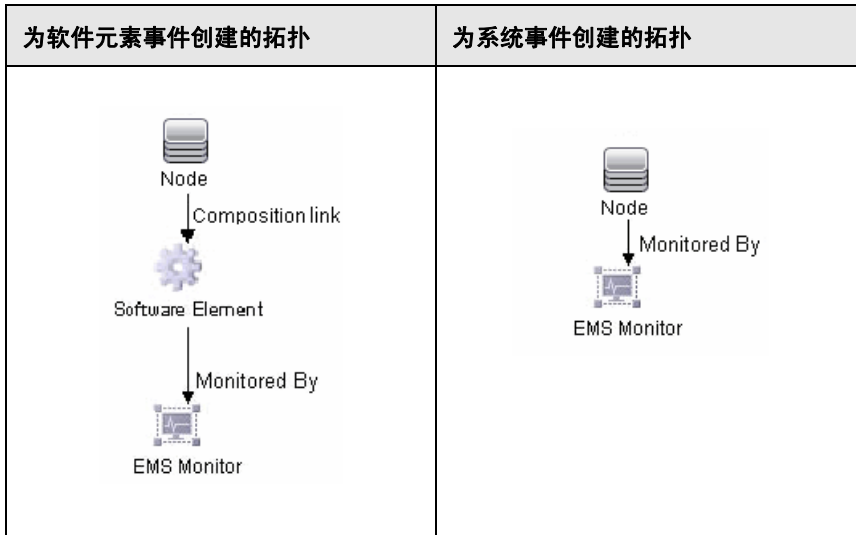 为软件元素事件创建的拓扑
为系统事件创建的拓扑
Node
Composition link
Software Element
Monitored By
EMS Monitor
Node
Monitored By
EMS Monitor